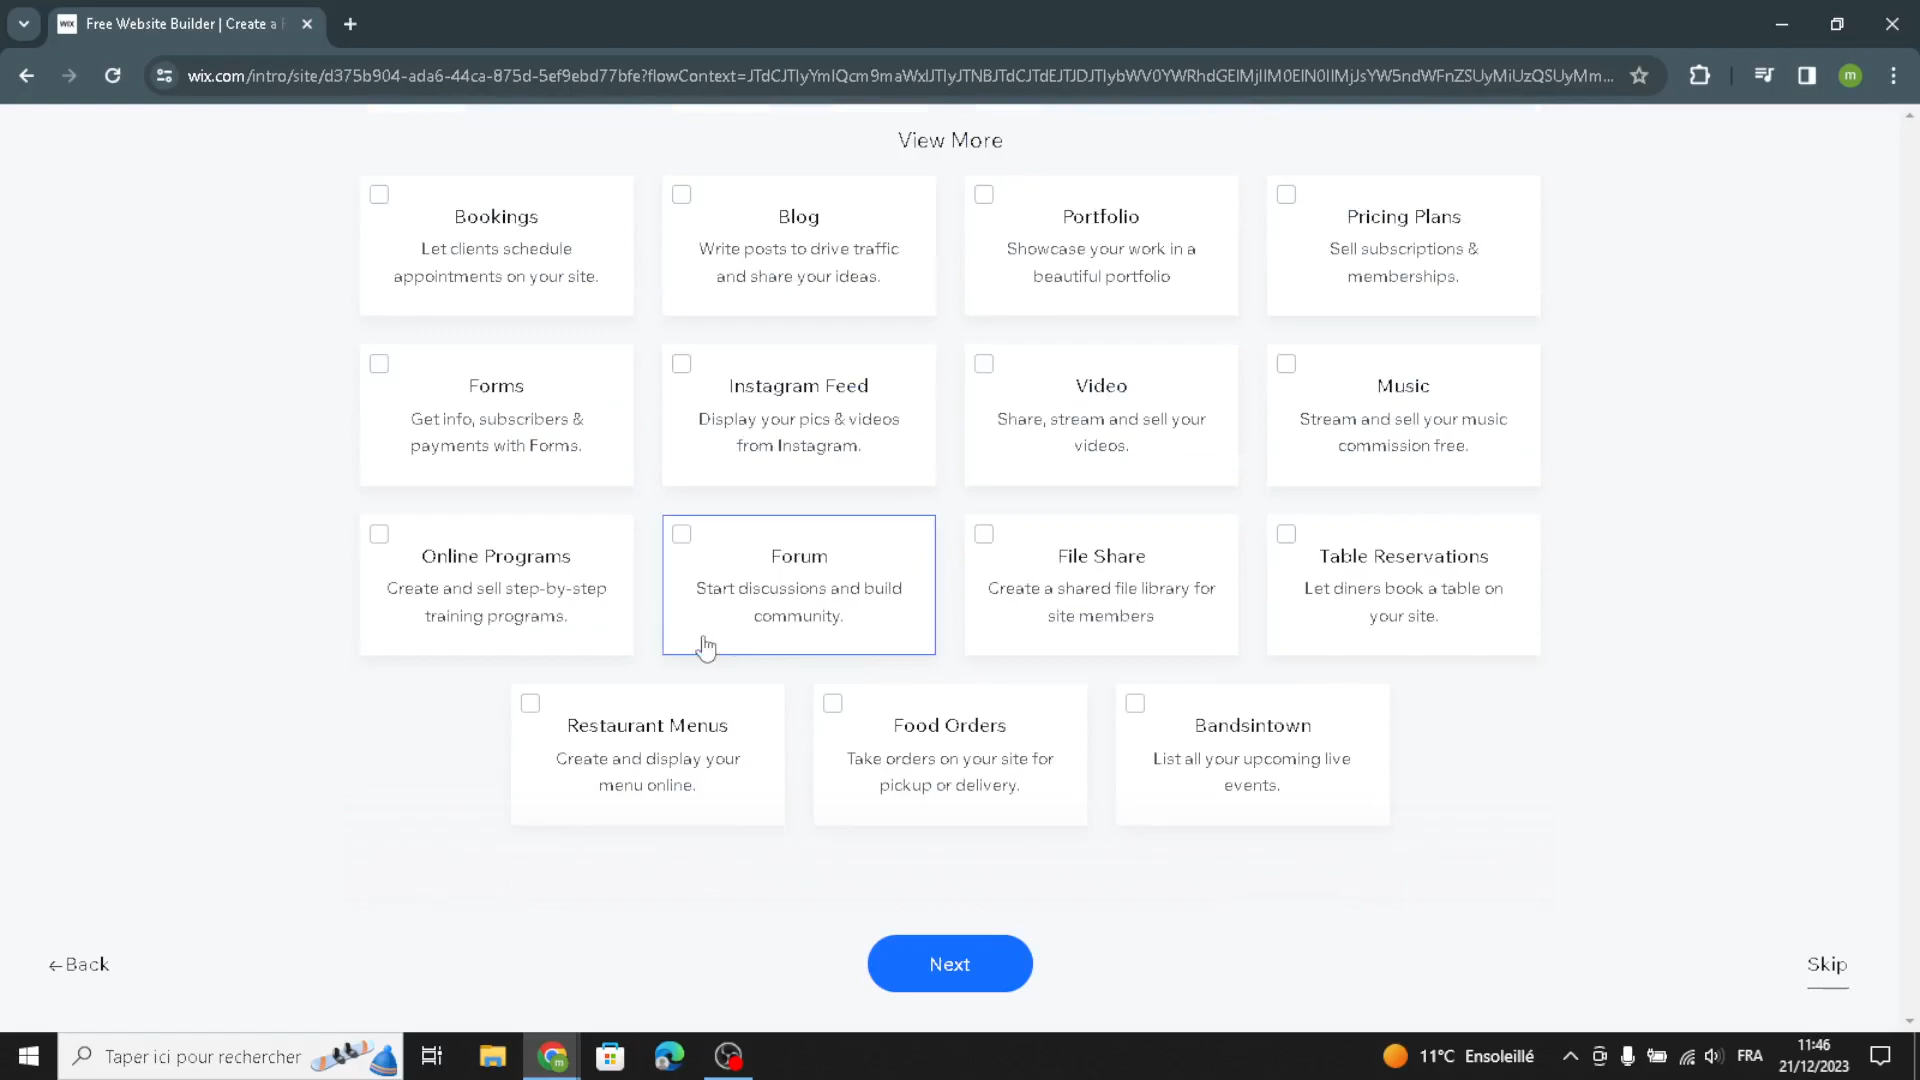 WIX Free Website Builder | Create a
wix.com/intro/site/d375b904-ada6-44ca-875d-5ef9ebd77bfe?flowContext=
m
View More
Bookings
Let clients schedule
appointments on your site.
Blog
Write posts to drive traffic
and share your ideas.
Portfolio
Showcase your work in a
beautiful portfolio
Pricing Plans
Sell subscriptions &
memberships.
Forms
Get info, subscribers &
payments with Forms.
Instagram Feed
Display your pics & videos
from Instagram.
Video
Share, stream and sell your
videos.
Music
Stream and sell your music
commission free.
Online Programs
Create and sell step-by-step
training programs.
Forum
Start discussions and build
community.
File Share
Create a shared file library for
site members
Table Reservations
Let diners book a table on
your site.
Restaurant Menus
Create and display your
menu online.
Food Orders
Take orders on your site for
pickup or delivery.
Bandsintown
List all your upcoming live
events.
←Back
Next
Skip
Taper ici pour rechercher
m
11°C Ensoleillé
FRA
11:46
21/12/2023